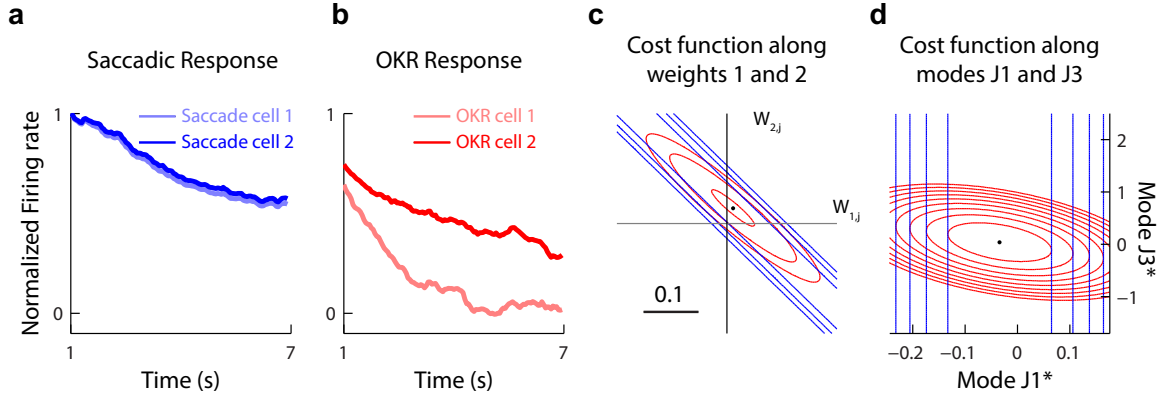 a
Saccadic Response
Normalized Firing rate
1
0
Saccade cell 1
Saccade cell 2
1
7
Time (s)
b
OKR Response
1
0
OKR cell 1
OKR cell 2
1
7
Time (s)
c
Cost function along
weights 1 and 2
W2,j
W1,j
0.1
d
Cost function along
modes J1 and J3
2
1
0
−1
Mode J3*
−0.2
−0.1
0
0.1
Mode J1*